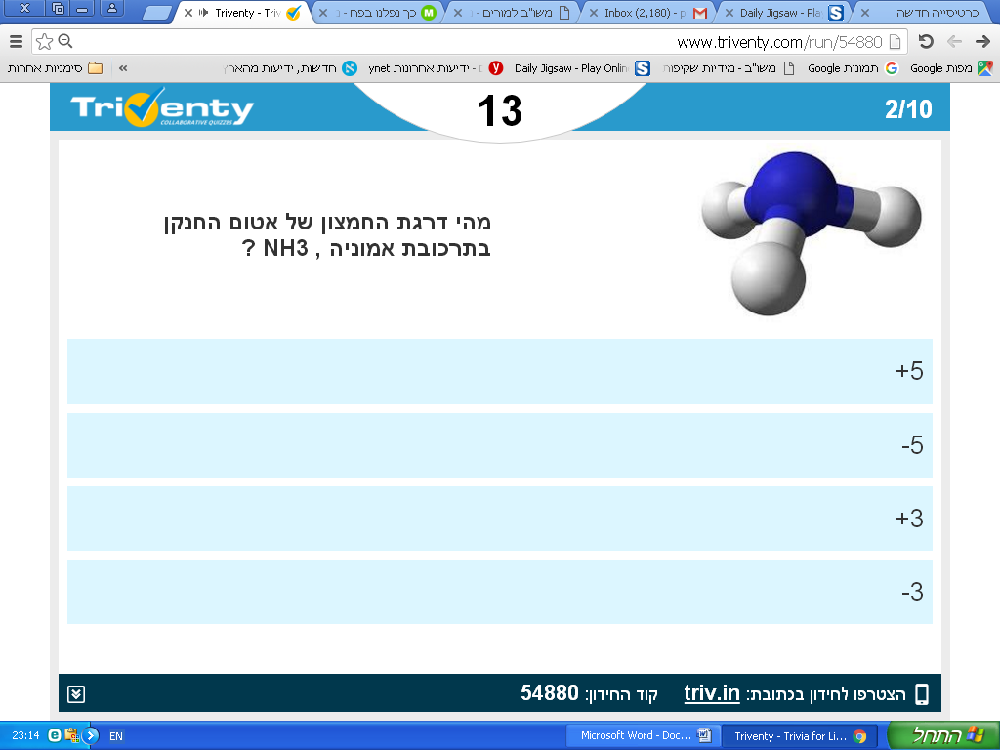 כרטיסייה חדשה
Daily Jigsaw - Pla
Inbox (2,180) - p
משו"ב למורים -
כך נפלנו בפח -
Triventy - Triv
www.triventy.com/run/54880
מפות Google
תמונות Google
משו"ב - מידיות שקיפות
Daily Jigsaw - Play Onlin
ynet - ידיעות אחרונות
חדשות, ידיעות מהארץ
»
סימניות אחרות
Triventy
COLLABORATIVE QUIZZES
13
2/10
מהי דרגת החמצון של אטום החנקן
בתרכובת אמוניה , NH3 ?
+5
-5
+3
-3
הצטרפו לחידון בכתובת: triv.in קוד החידון: 54880
התחל
Triventy - Trivia for Li...
Microsoft Word - Doc...
EN
23:14